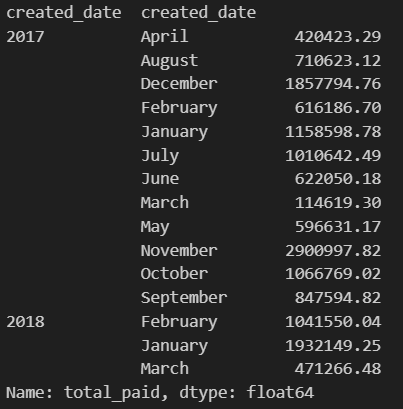 created_date  created_date
2017          April           420423.29
              August          710623.12
              December       1857794.76
              February        616186.70
              January        1158598.78
              July           1010642.49
              June            622050.18
              March           114619.30
              May             596631.17
              November       2900997.82
              October        1066769.02
              September       847594.82
2018          February       1041550.04
              January        1932149.25
              March           471266.48
Name: total_paid, dtype: float64